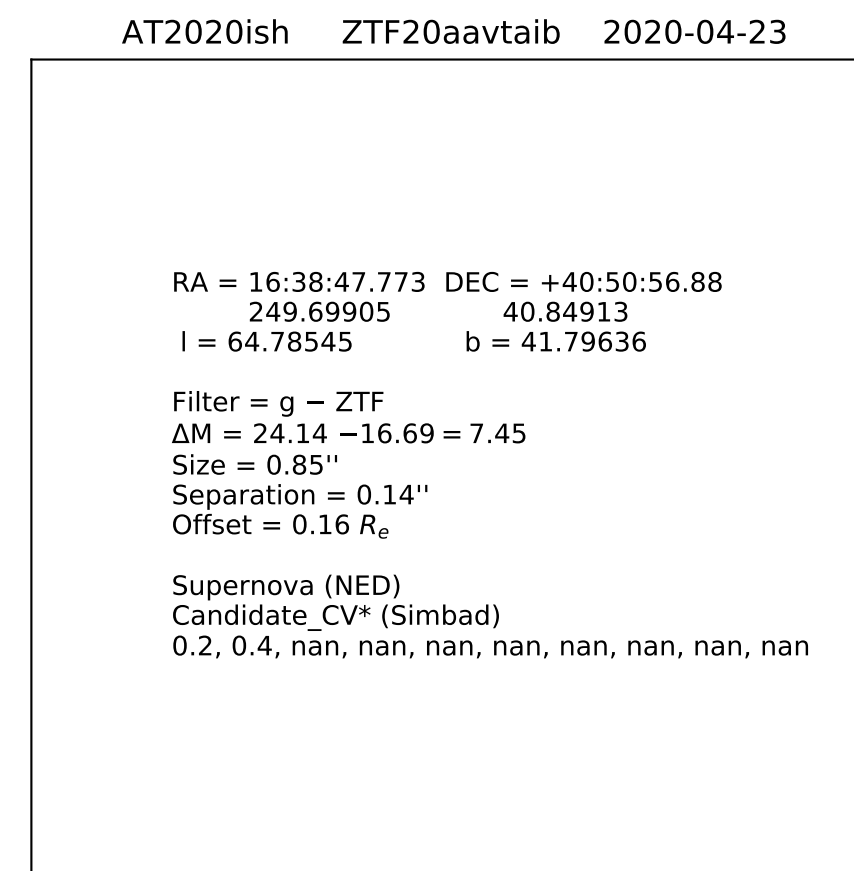 AT2020ish ZTF20aavtaib 2020-04-23
RA = 16:38:47.773 DEC = +40:50:56.88
249.69905 40.84913
l = 64.78545 b = 41.79636
Filter = g − ZTF
ΔM = 24.14 −16.69 = 7.45
Size = 0.85''
Separation = 0.14''
Offset = 0.16 Re
Supernova (NED)
Candidate_CV* (Simbad)
0.2, 0.4, nan, nan, nan, nan, nan, nan, nan, nan